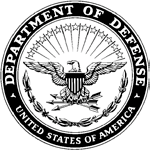 DEPARTMENT OF DEFENSE
UNITED STATES OF AMERICA